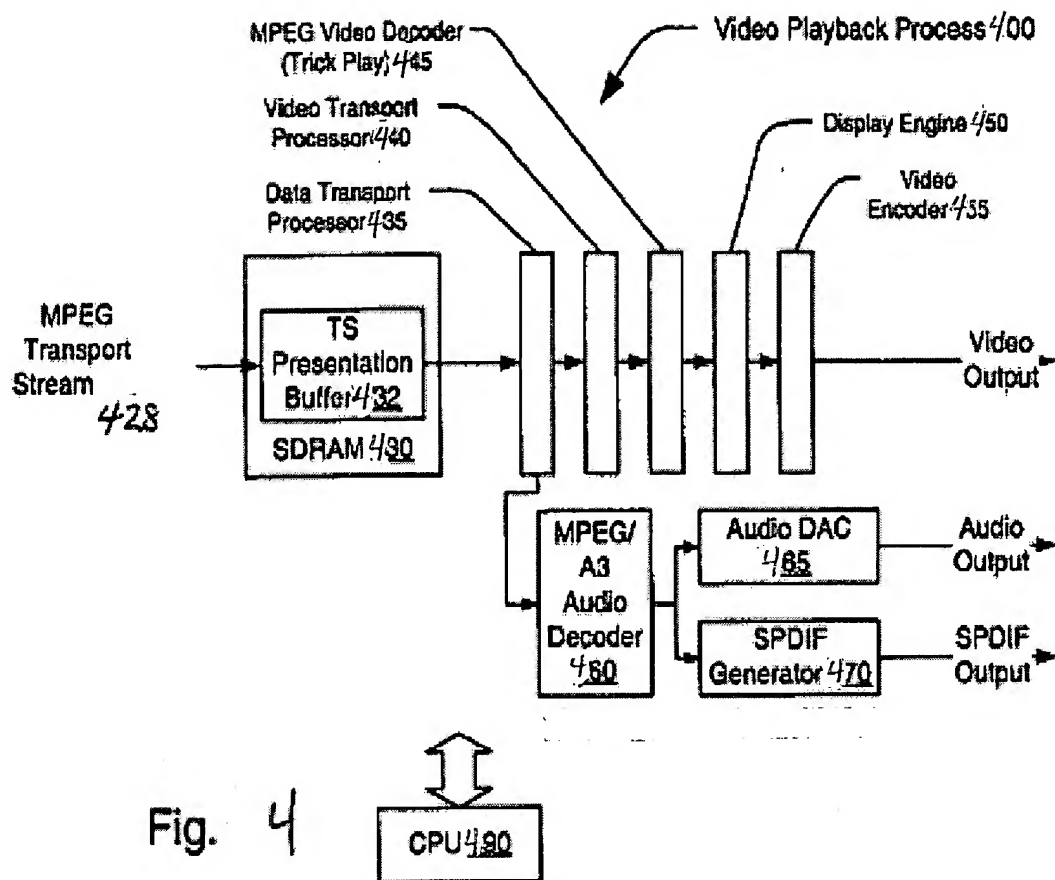 MPEG Video Decoder
(Trick Play) 445
Video Playback Process 400
Video Transport
Processor 440
Display Engine 450
Data Transport
Processor 435
Video
Encoder 455
MPEG
Transport
Stream
428
TS
Presentation
Buffer 432
SDRAM 430
Video
Output
MPEG/
A3
Audio
Decoder
460
Audio DAC
465
Audio
Output
SPDIF
Generator 470
SPDIF
Output
Fig. 4
CPU 490